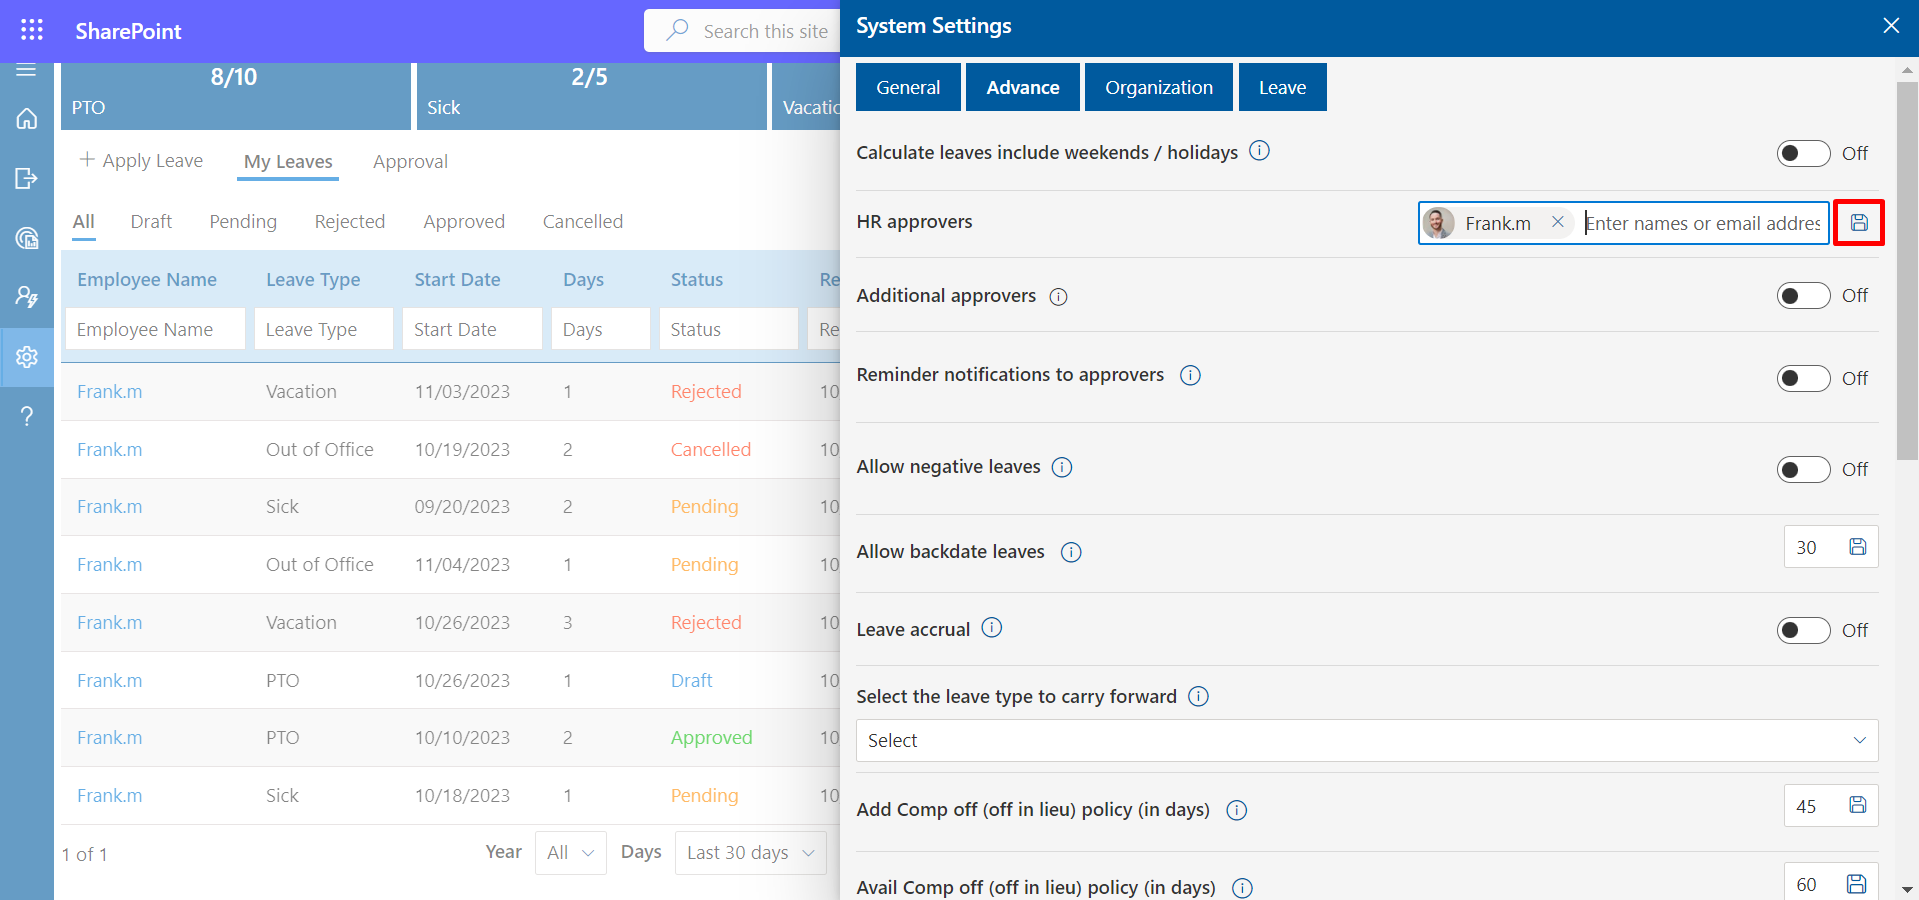 SharePoint
Search this site
8/10
PTO
2/5
Sick
Vacatic
Apply Leave
My Leaves
Approval
All
Draft
Pending
Rejected
Approved
Cancelled
Employee Name Leave Type Start Date Days Status Re
Employee Name Leave Type Start Date Days Status Re
Frank.m Vacation 11/03/2023 1 Rejected 10
Frank.m Out of Office 10/19/2023 2 Cancelled 10
Frank.m Sick 09/20/2023 2 Pending 10
Frank.m Out of Office 11/04/2023 1 Pending 10
Frank.m Vacation 10/26/2023 3 Rejected 10
Frank.m PTO 10/26/2023 1 Draft 10
Frank.m PTO 10/10/2023 2 Approved 10
Frank.m Sick 10/18/2023 1 Pending 10
1 of 1
Year All Days Last 30 days
System Settings
General Advance Organization Leave
Calculate leaves include weekends / holidays Off
HR approvers Frank.m Enter names or email addres
Additional approvers Off
Reminder notifications to approvers Off
Allow negative leaves Off
Allow backdate leaves 30
Leave accrual Off
Select the leave type to carry forward
Select
Add Comp off (off in lieu) policy (in days) 45
Avail Comp off (off in lieu) policy (in days) 60